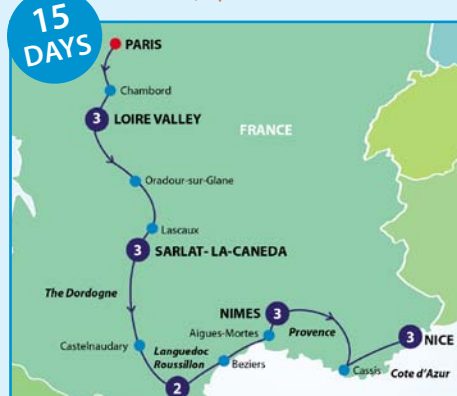 15
DAYS
PARIS
Chambord
3
LOIRE VALLEY
FRANCE
Oradour-sur-Glane
Lascaux
3
SARLAT-LA-CANEDA
The Dordogne
NIMES
3
Aigues-Mortes
Provence
3
NICE
Castelnaudary
Languedoc
Roussillon
Beziers
Cassis
Cote d'Azur
2